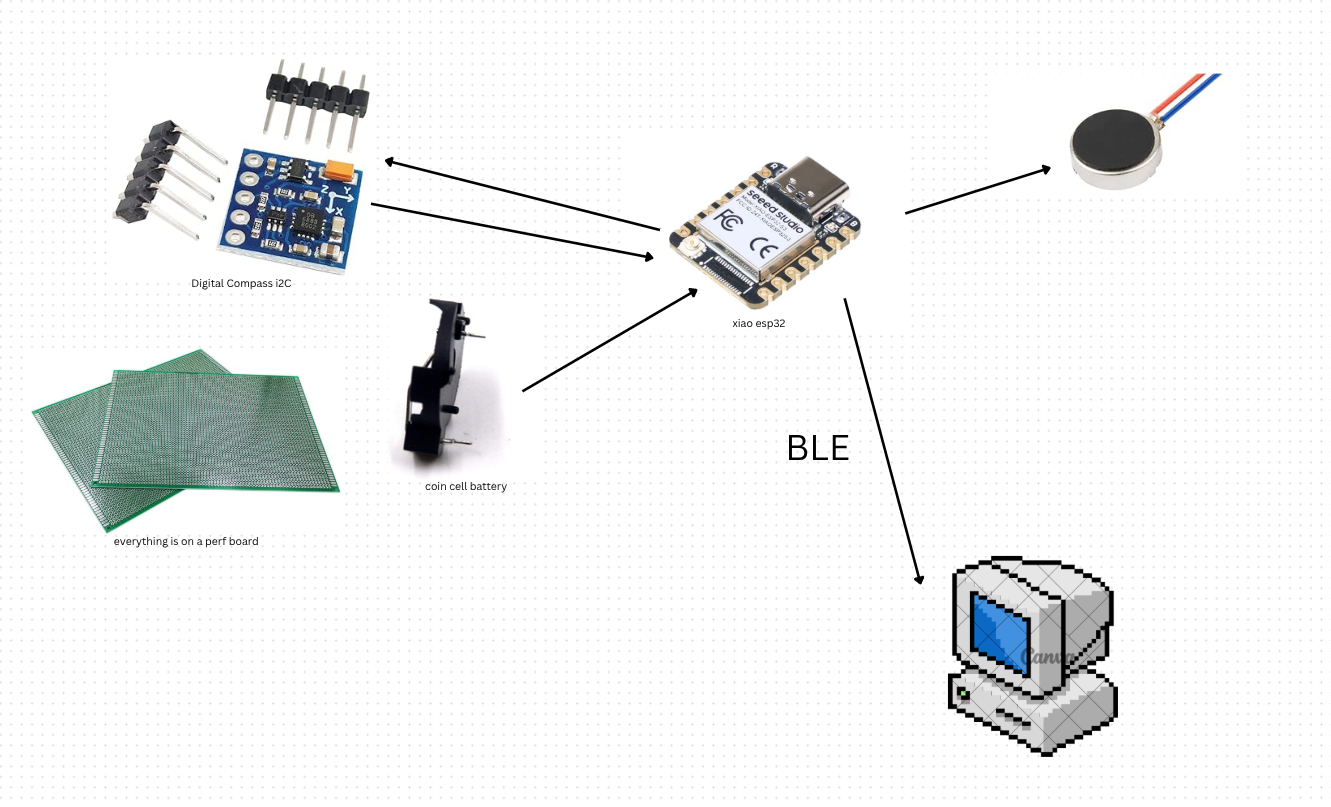 Z
Y
X
Digital Compass i2C
seeed studio
FC CE
xiao esp32
coin cell battery
everything is on a perf board
BLE
Canva